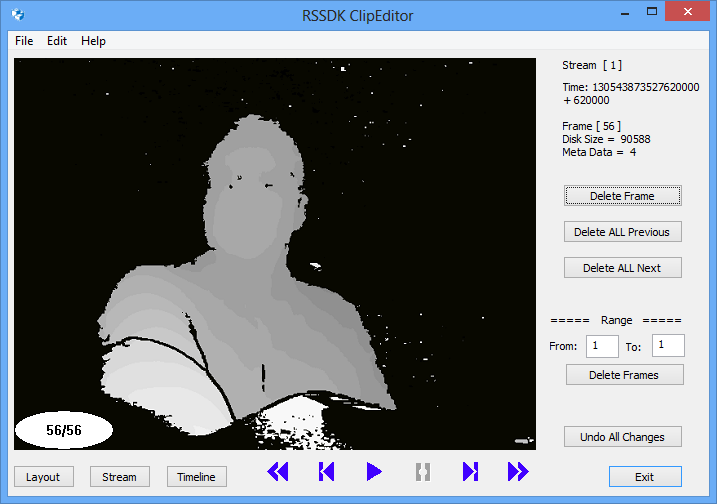 RSSDK ClipEditor
File Edit Help
Stream [ 1 ]
Time: 130543873527620000
+ 620000
Frame [ 56 ]
Disk Size = 90588
Meta Data = 4
Delete Frame
Delete ALL Previous
Delete ALL Next
===== Range =====
From: 1 To: 1
Delete Frames
56/56
Undo All Changes
Layout Stream Timeline Exit